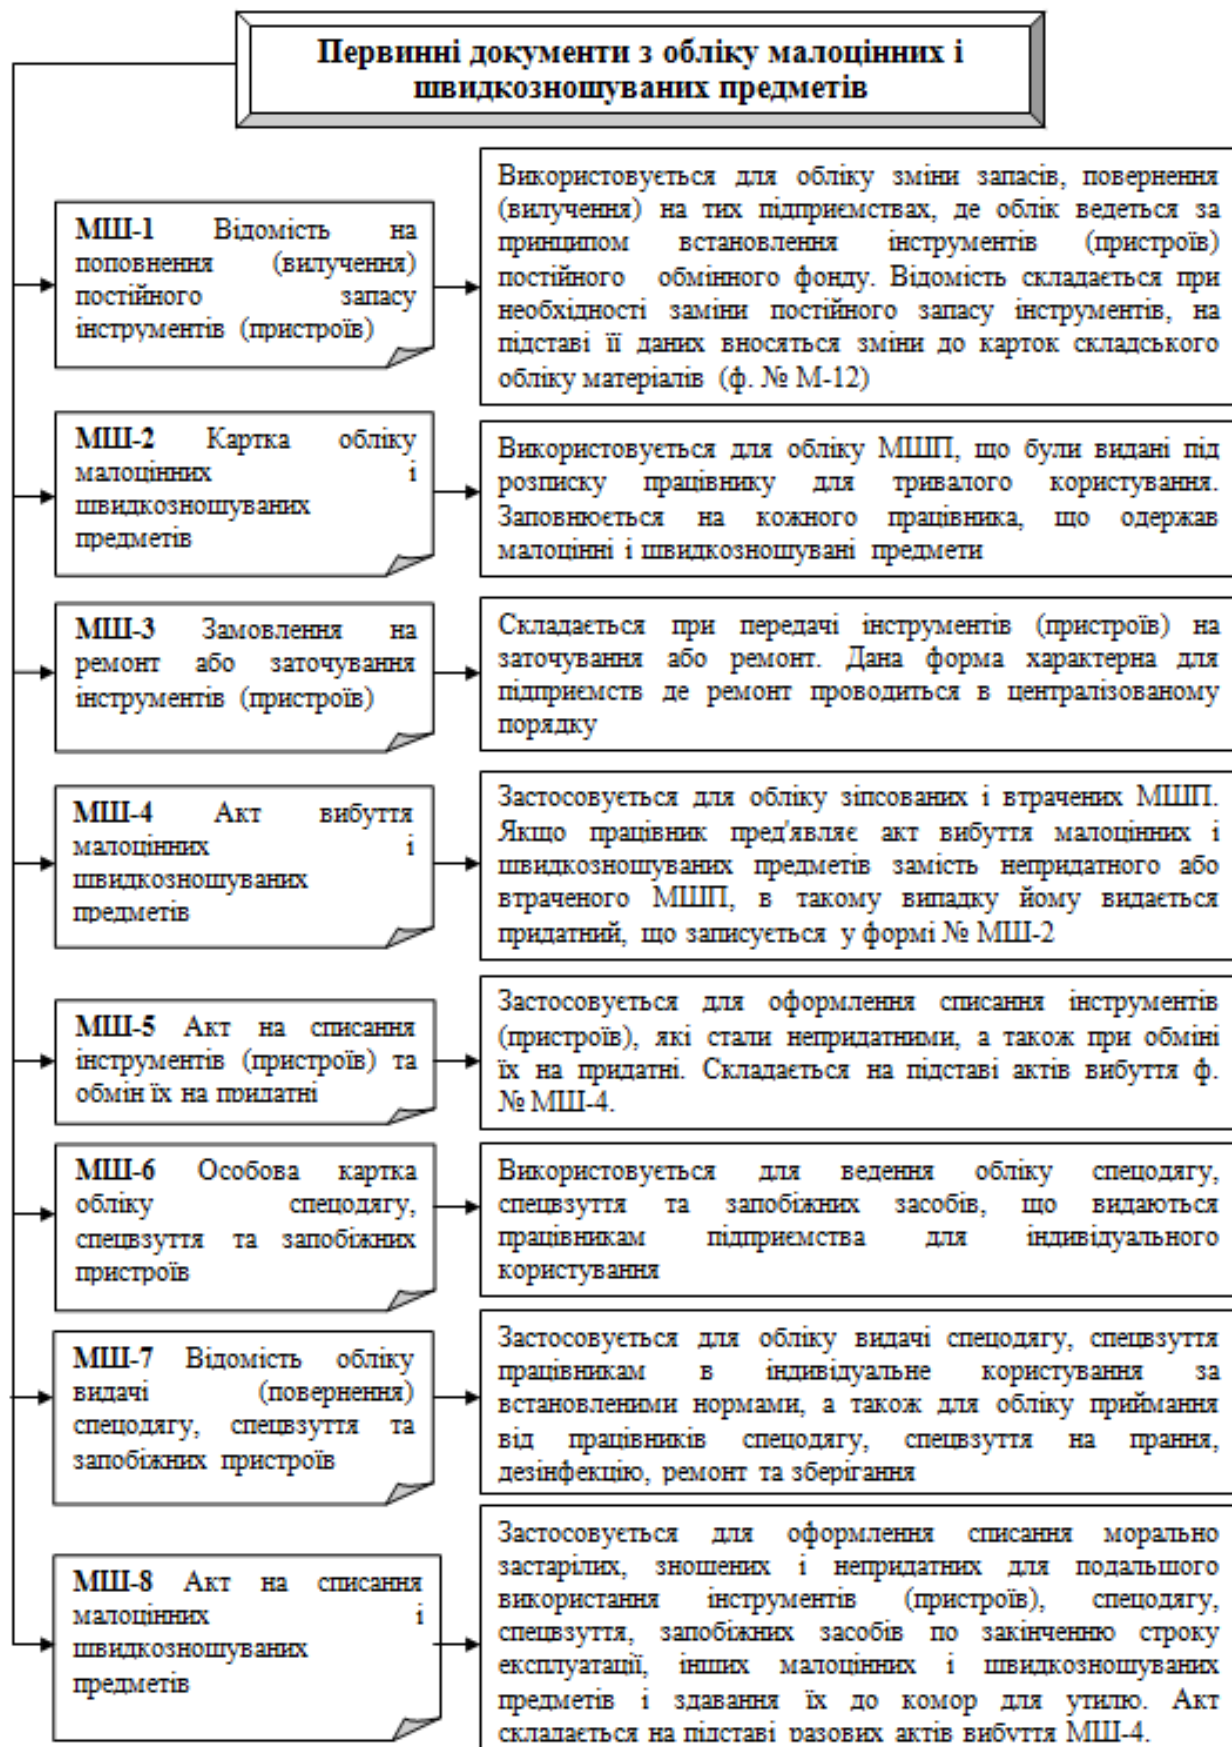 Первинні документи з обліку малоцінних і
швидкозношуваних предметів
МШ-1 Відомість на
поповнення (вилучення)
постійного запасу
інструментів (пристроїв)
Використовується для обліку зміни запасів, повернення
(вилучення) на тих підприємствах, де облік ведеться за
принципом встановлення інструментів (пристроїв)
постійного обмінного фонду. Відомість складається при
необхідності заміни постійного запасу інструментів, на
підставі її даних вносяться зміни до карток складського
обліку матеріалів (ф. № М-12)
МШ-2 Картка обліку
малоцінних і
швидкозношуваних
предметів
Використовується для обліку МШП, що були видані під
розписку працівнику для тривалого користування.
Заповнюється на кожного працівника, що одержав
малоцінні і швидкозношувані предмети
МШ-3 Замовлення на
ремонт або заточування
інструментів (пристроїв)
Складається при передачі інструментів (пристроїв) на
заточування або ремонт. Дана форма характерна для
підприємств де ремонт проводиться в централізованому
порядку
МШ-4 Акт вибуття
малоцінних і
швидкозношуваних
предметів
Застосовується для обліку зіпсованих і втрачених МШП.
Якщо працівник пред'являє акт вибуття малоцінних і
швидкозношуваних предметів замість непридатного або
втраченого МШП, в такому випадку йому видається
придатний, що записується у формі № МШ-2
МШ-5 Акт на списання
інструментів (пристроїв) та
обмін їх на придатні
Застосовується для оформлення списання інструментів
(пристроїв), які стали непридатними, а також при обміні
їх на придатні. Складається на підставі актів вибуття ф.
№ МШ-4.
МШ-6 Особова картка
обліку спецодягу,
спецвзуття та запобіжних
пристроїв
Використовується для ведення обліку спецодягу,
спецвзуття та запобіжних засобів, що видаються
працівникам підприємства для індивідуального
користування
МШ-7 Відомість обліку
видачі (повернення)
спецодягу, спецвзуття та
запобіжних пристроїв
Застосовується для обліку видачі спецодягу, спецвзуття
працівникам в індивідуальне користування за
встановленими нормами, а також для обліку приймання
від працівників спецодягу, спецвзуття на прання,
дезінфекцію, ремонт та зберігання
МШ-8 Акт на списання
малоцінних і
швидкозношуваних
предметів
Застосовується для оформлення списання морально
застарілих, зношених і непридатних для подальшого
використання інструментів (пристроїв), спецодягу,
спецвзуття, запобіжних засобів по закінченню строку
експлуатації, інших малоцінних і швидкозношуваних
предметів і здавання їх до комор для утилю. Акт
складається на підставі разових актів вибуття МШ-4.